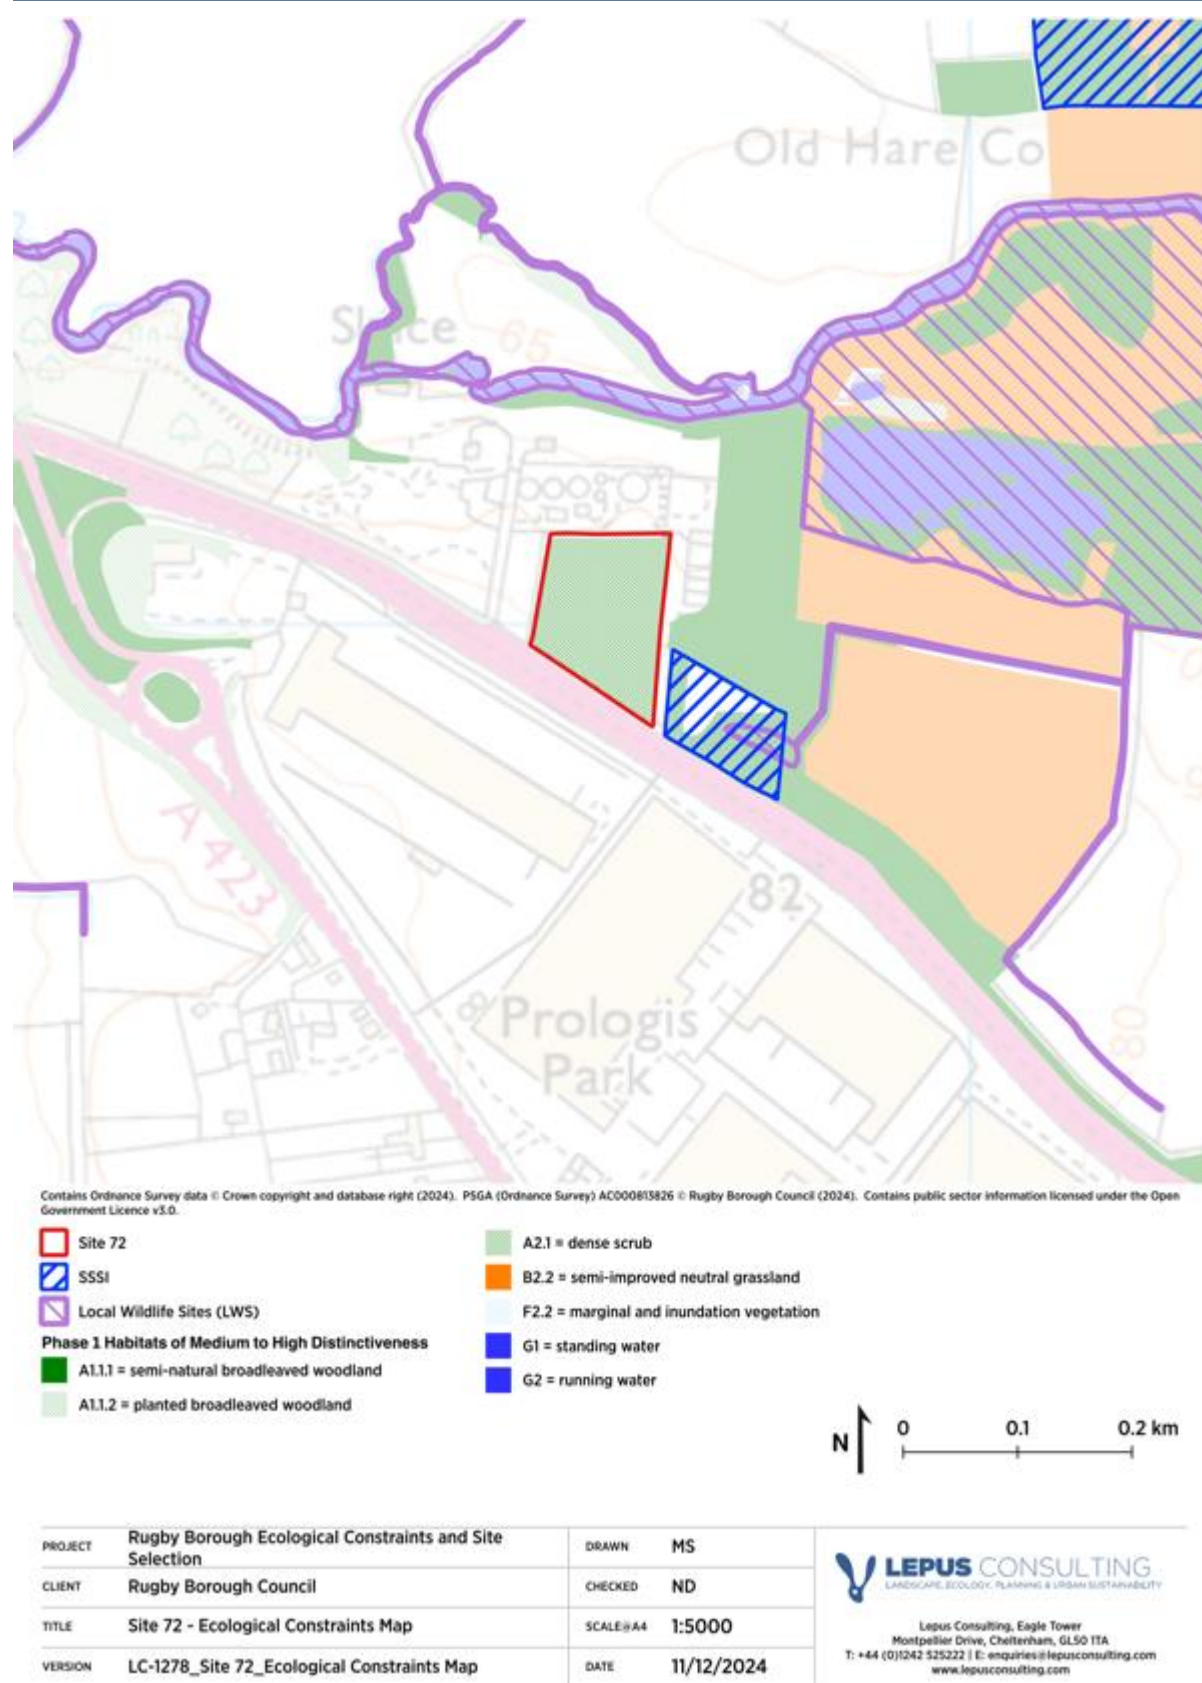 Old Hare Co
Sluice
65
A 423
82
Prologis
Park
80
Contains Ordnance Survey data © Crown copyright and database right (2024). PSGA (Ordnance Survey) AC000813826 © Rugby Borough Council (2024). Contains public sector information licensed under the Open
Government Licence v3.0.
Site 72
SSSI
Local Wildlife Sites (LWS)
Phase 1 Habitats of Medium to High Distinctiveness
A1.1.1 = semi-natural broadleaved woodland
A1.1.2 = planted broadleaved woodland
A2.1 = dense scrub
B2.2 = semi-improved neutral grassland
F2.2 = marginal and inundation vegetation
G1 = standing water
G2 = running water
N
0 0.1 0.2 km
PROJECT Rugby Borough Ecological Constraints and Site
Selection
CLIENT Rugby Borough Council
TITLE Site 72 - Ecological Constraints Map
VERSION LC-1278_Site 72_Ecological Constraints Map
DRAWN MS
CHECKED ND
SCALE@A4 1:5000
DATE 11/12/2024
LEPUS CONSULTING
LANDSCAPE, ECOLOGY, PLANNING & URBAN SUSTAINABILITY
Lepus Consulting, Eagle Tower
Montpellier Drive, Cheltenham, GL50 1TA
T: +44 (0)1242 525222 | E: enquiries@lepusconsulting.com
www.lepusconsulting.com